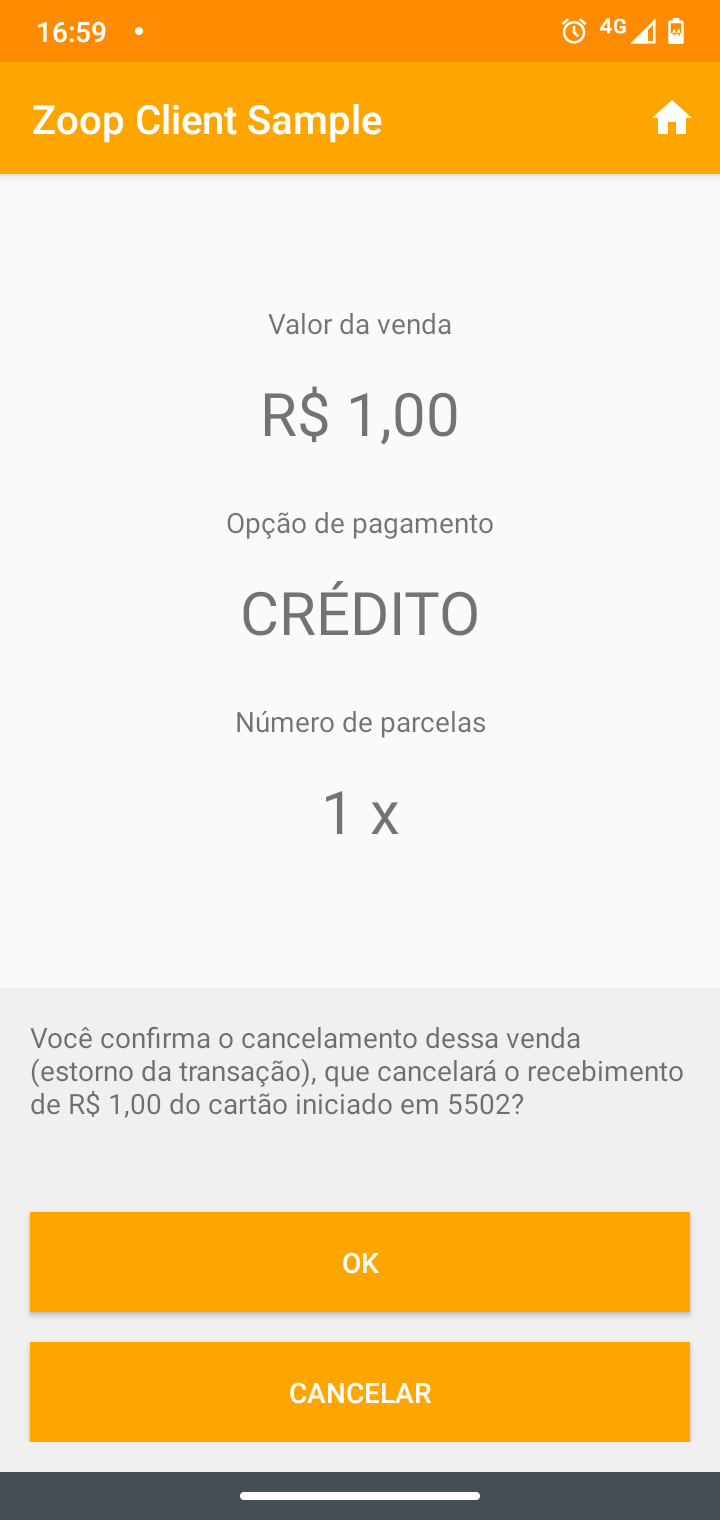 16:59
4G
Zoop Client Sample
Valor da venda
R$ 1,00
Opção de pagamento
CRÉDITO
Número de parcelas
1 x
Você confirma o cancelamento dessa venda
(estorno da transação), que cancelará o recebimento
de R$ 1,00 do cartão iniciado em 5502?
OK
CANCELAR